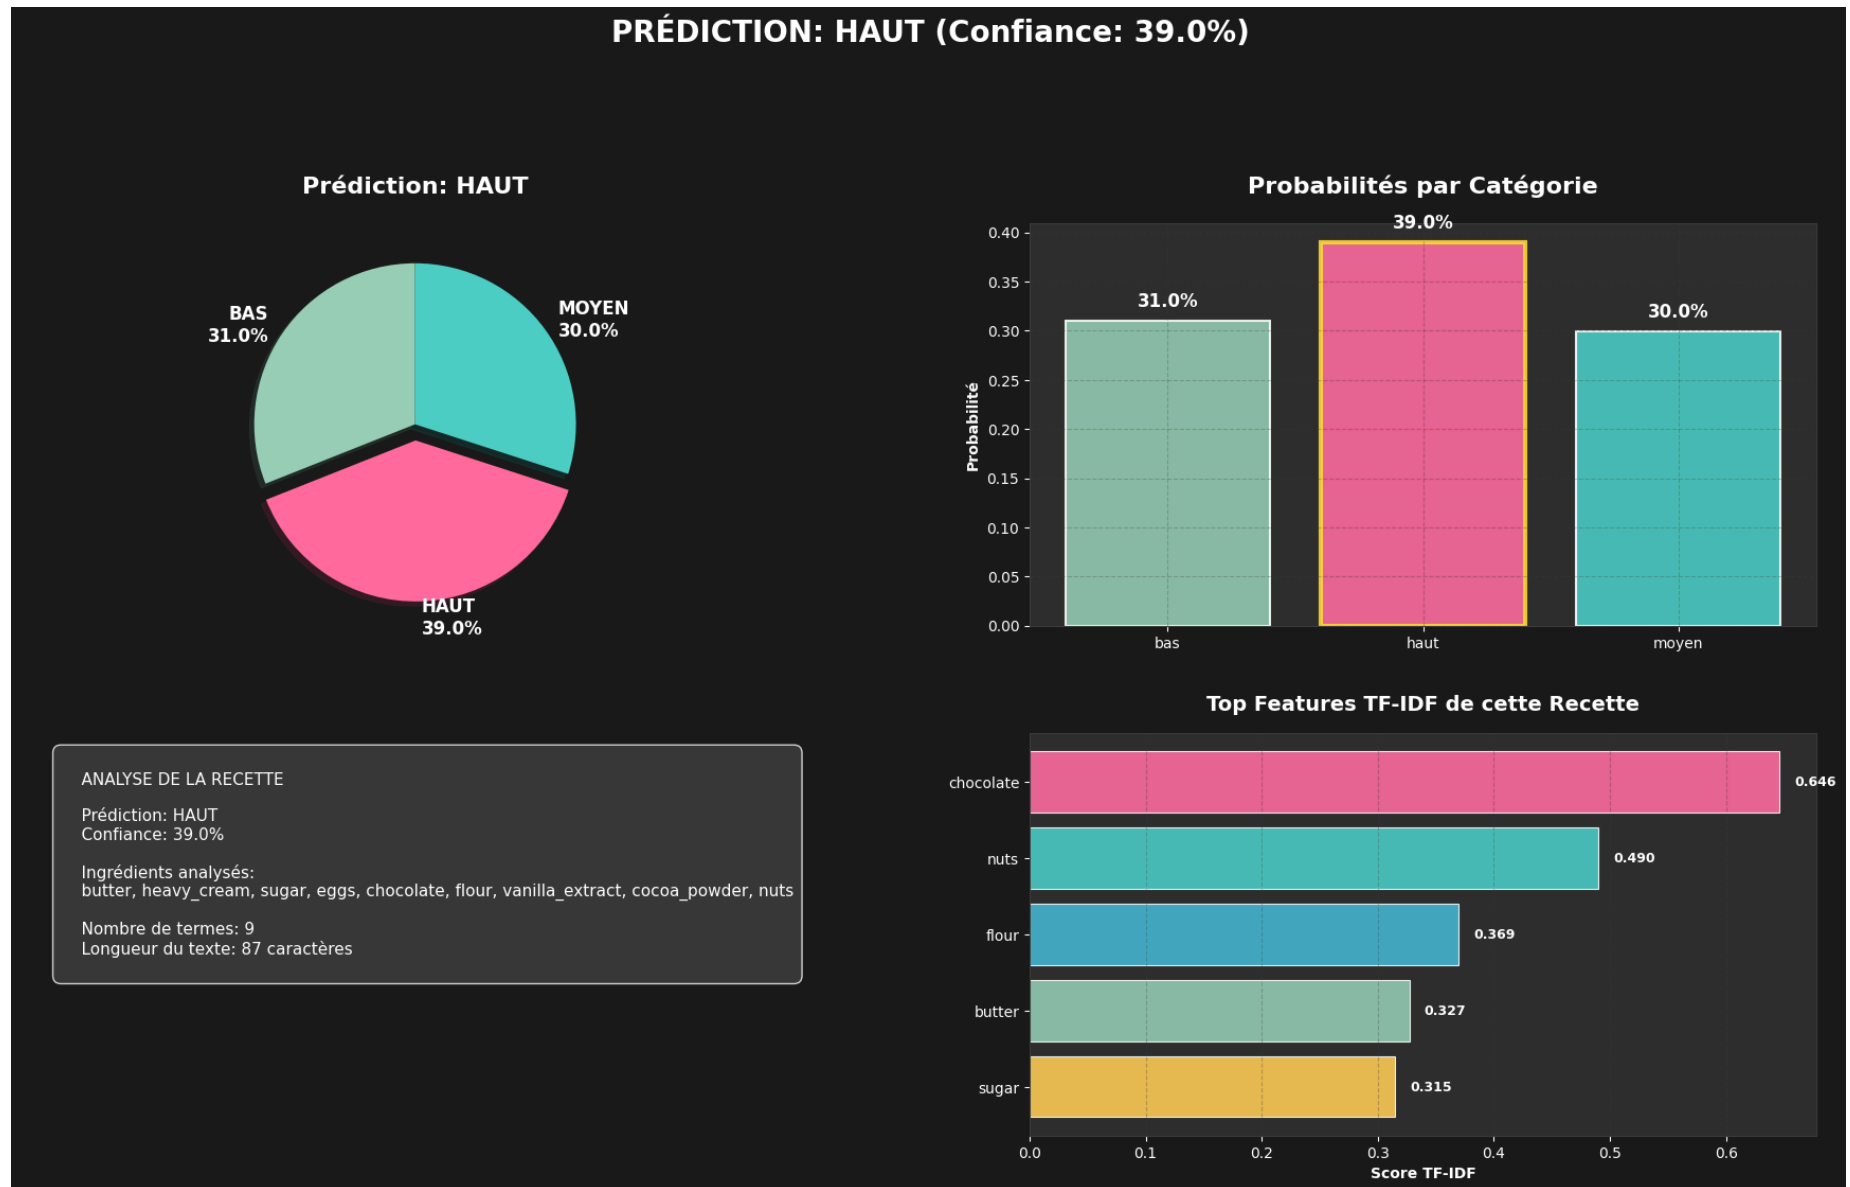 PRÉDICTION: HAUT (Confiance: 39.0%)
Prédiction: HAUT
BAS
31.0%
MOYEN
30.0%
HAUT
39.0%
Probabilités par Catégorie
Probabilité
0.40
0.35
0.30
0.25
0.20
0.15
0.10
0.05
0.00
31.0%
39.0%
30.0%
bas
haut
moyen
ANALYSE DE LA RECETTE
Prédiction: HAUT
Confiance: 39.0%
Ingrédients analysés:
butter, heavy_cream, sugar, eggs, chocolate, flour, vanilla_extract, cocoa_powder, nuts
Nombre de termes: 9
Longueur du texte: 87 caractères
Top Features TF-IDF de cette Recette
chocolate 0.646
nuts 0.490
flour 0.369
butter 0.327
sugar 0.315
0.0 0.1 0.2 0.3 0.4 0.5 0.6
Score TF-IDF